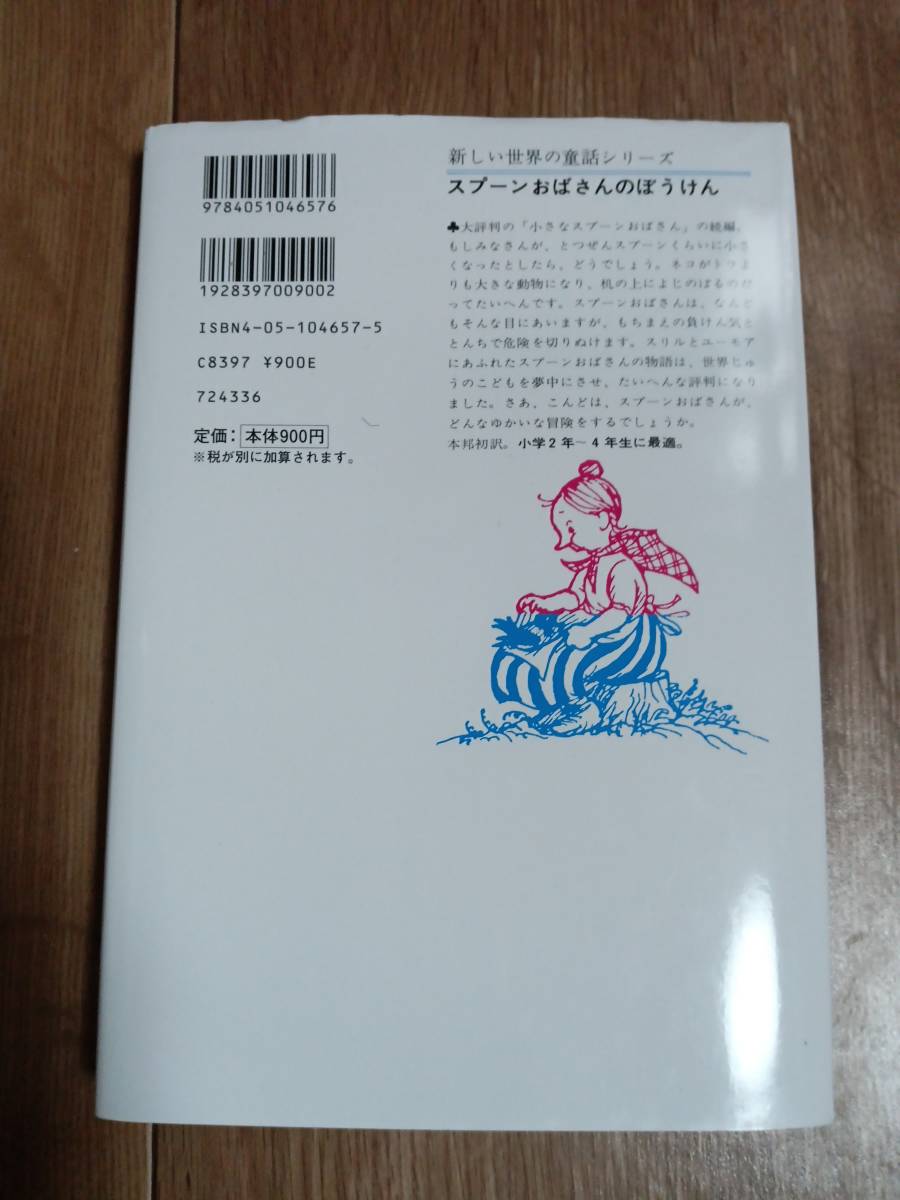 9784051046576
1928397009002
ISBN4-05-104657-5
C8397 ¥900E
724336
定価：本体900円
※税が別に加算されます。
新しい世界の童話シリーズ
スプーンおばさんのぼうけん
♣大評判の「小さなスプーンおばさん」の続編。
もしみなさんが、とつぜんスプーンくらいに小さ
くなったとしたら、どうでしょう。ネコがトラよ
りも大きな動物になり、机の上によじのぼるのだ
ってたいへんです。スプーンおばさんは、なんど
もそんな目にあいますが、もちまえの負けん気と
とんちで危険を切りぬけます。スリルとユーモア
にあふれたスプーンおばさんの物語は、世界じゅ
うのこどもを夢中にさせ、たいへんな評判になり
ました。さあ、こんどは、スプーンおばさんが、
どんなゆかいな冒険をするでしょうか。
本邦初訳。小学2年～4年生に最適。